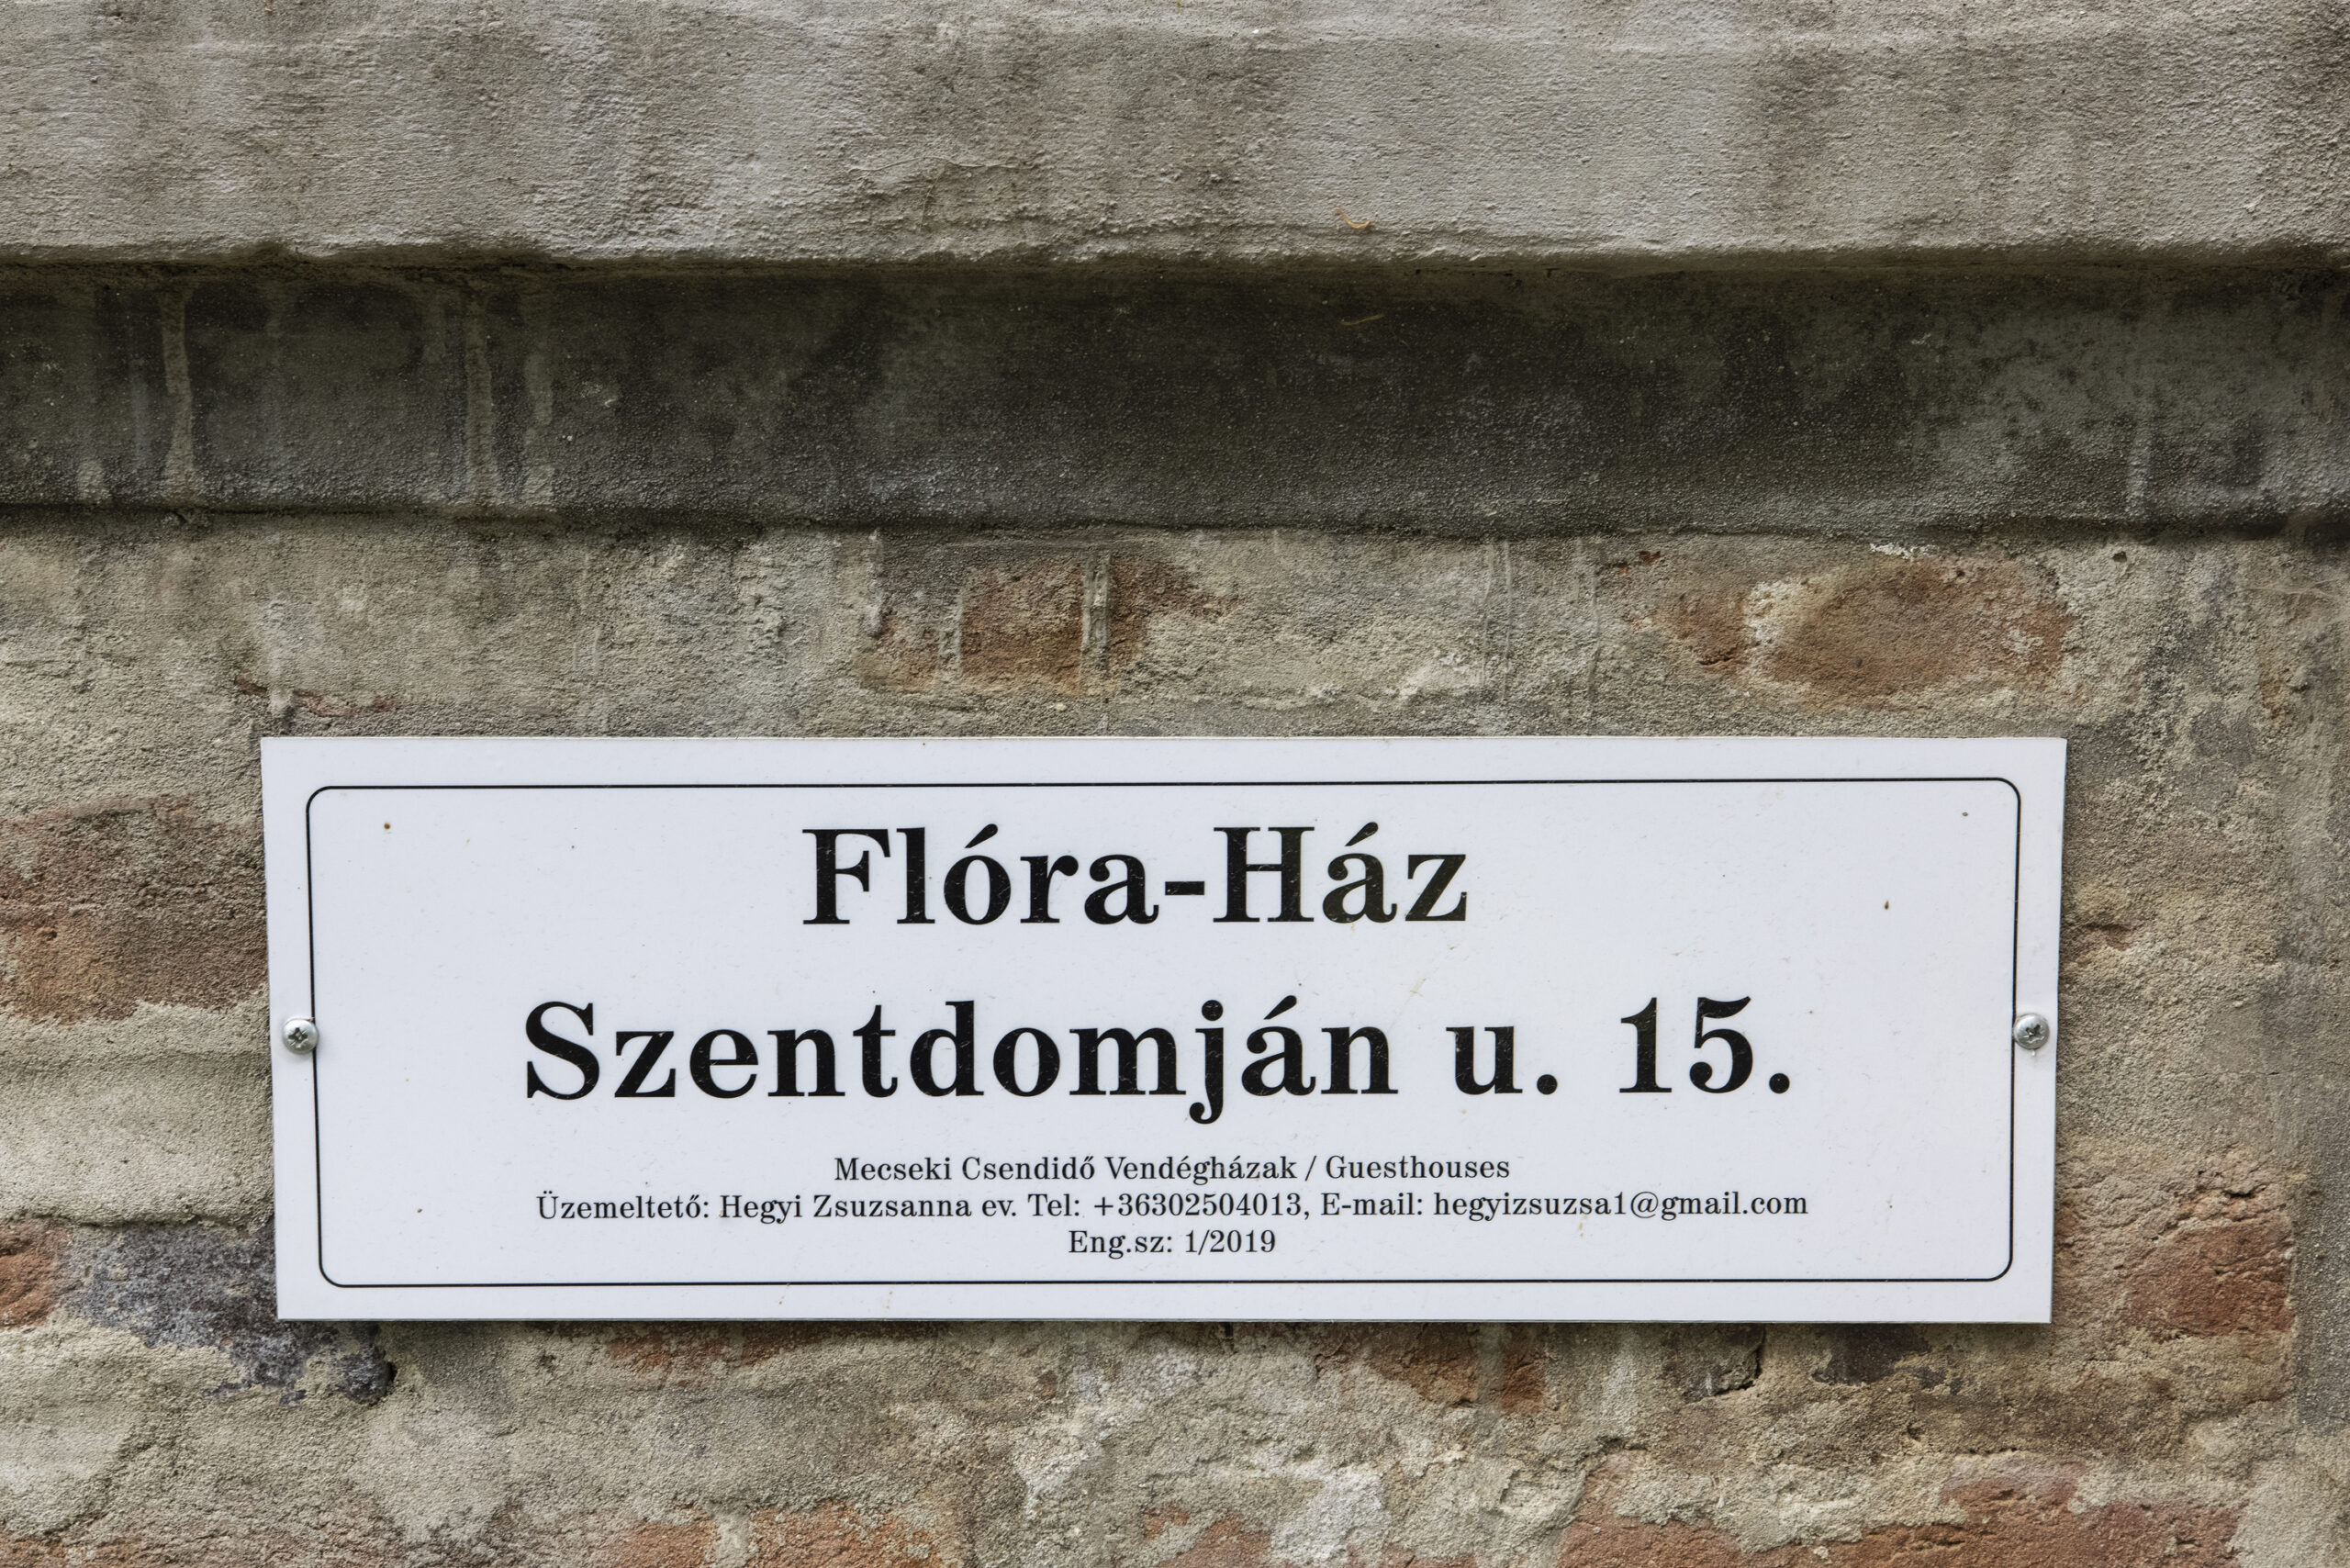 Flóra-Ház
Szentdomján u. 15.
Mecseki Csendidő Vendégházak / Guesthouses
Üzemeltető: Hegyi Zsuzsanna ev. Tel: +36302504013, E-mail: hegyizsuzsa1@gmail.com
Eng.sz: 1/2019